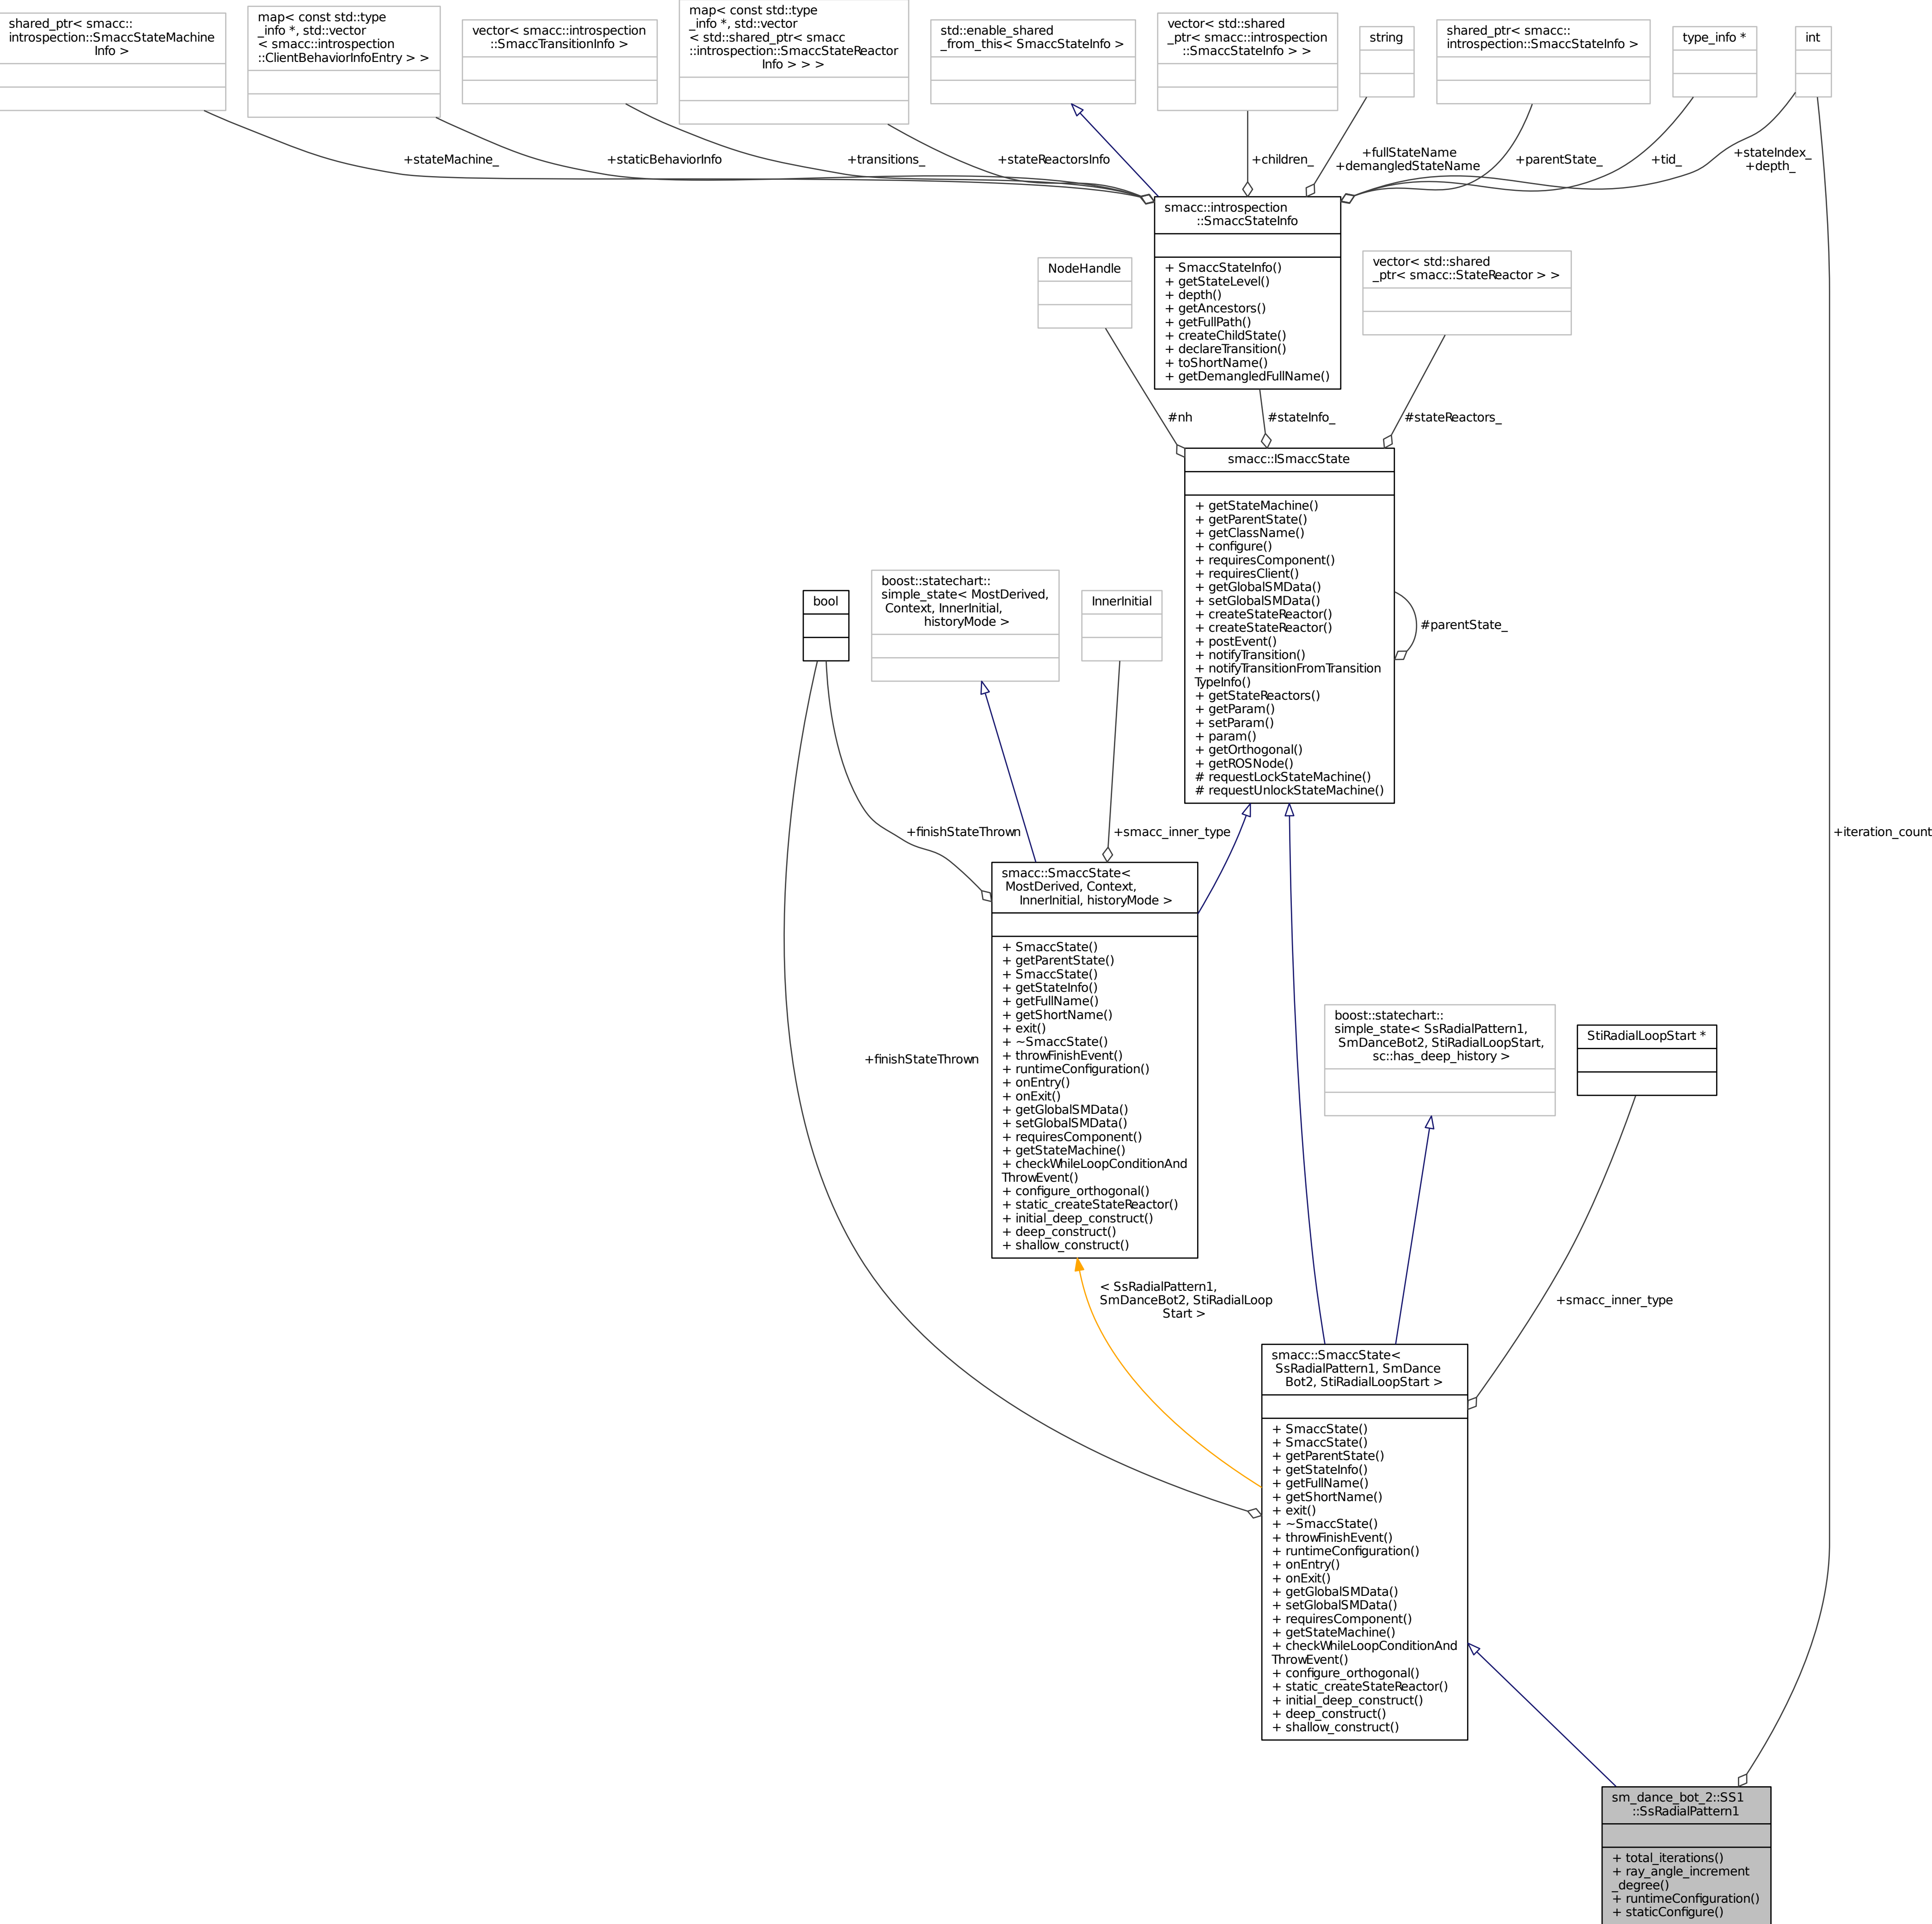 shared_ptr< smacc::
introspection::SmaccStateMachine
Info >
map< const std::type
_info *, std::vector
< smacc::introspection
::ClientBehaviorInfoEntry > >
vector< smacc::introspection
::SmaccTransitionInfo >
map< const std::type
_info *, std::vector
< std::shared_ptr< smacc
::introspection::SmaccStateReactor
Info > > >
std::enable_shared
_from_this< SmaccStateInfo >
vector< std::shared
_ptr< smacc::introspection
::SmaccStateInfo > >
string
shared_ptr< smacc::
introspection::SmaccStateInfo >
type_info *
int
+stateMachine_
+staticBehaviorInfo
+transitions_
+stateReactorsInfo
+children_
+fullStateName
+demangledStateName
+parentState_
+tid_
+stateIndex_
+depth_
smacc::introspection
::SmaccStateInfo
+ SmaccStateInfo()
+ getStateLevel()
+ depth()
+ getAncestors()
+ getFullPath()
+ createChildState()
+ declareTransition()
+ toShortName()
+ getDemangledFullName()
NodeHandle
vector< std::shared
_ptr< smacc::StateReactor > >
#nh
#stateInfo_
#stateReactors_
smacc::ISmaccState
+ getStateMachine()
+ getParentState()
+ getClassName()
+ configure()
+ requiresComponent()
+ requiresClient()
+ getGlobalSMData()
+ setGlobalSMData()
+ createStateReactor()
+ createStateReactor()
+ postEvent()
+ notifyTransition()
+ notifyTransitionFromTransition
TypeInfo()
+ getStateReactors()
+ getParam()
+ setParam()
+ param()
+ getOrthogonal()
+ getROSNode()
# requestLockStateMachine()
# requestUnlockStateMachine()
#parentState_
bool
boost::statechart::
simple_state< MostDerived,
Context, InnerInitial,
historyMode >
InnerInitial
+finishStateThrown
+smacc_inner_type
+iteration_count
smacc::SmaccState<
MostDerived, Context,
InnerInitial, historyMode >
+ SmaccState()
+ getParentState()
+ SmaccState()
+ getStateInfo()
+ getFullName()
+ getShortName()
+ exit()
+ ~SmaccState()
+ throwFinishEvent()
+ runtimeConfiguration()
+ onEntry()
+ onExit()
+ getGlobalSMData()
+ setGlobalSMData()
+ requiresComponent()
+ getStateMachine()
+ checkWhileLoopConditionAnd
ThrowEvent()
+ configure_orthogonal()
+ static_createStateReactor()
+ initial_deep_construct()
+ deep_construct()
+ shallow_construct()
+finishStateThrown
boost::statechart::
simple_state< SsRadialPattern1,
SmDanceBot2, StiRadialLoopStart,
sc::has_deep_history >
StiRadialLoopStart *
< SsRadialPattern1,
SmDanceBot2, StiRadialLoop
Start >
+smacc_inner_type
smacc::SmaccState<
SsRadialPattern1, SmDance
Bot2, StiRadialLoopStart >
+ SmaccState()
+ SmaccState()
+ getParentState()
+ getStateInfo()
+ getFullName()
+ getShortName()
+ exit()
+ ~SmaccState()
+ throwFinishEvent()
+ runtimeConfiguration()
+ onEntry()
+ onExit()
+ getGlobalSMData()
+ setGlobalSMData()
+ requiresComponent()
+ getStateMachine()
+ checkWhileLoopConditionAnd
ThrowEvent()
+ configure_orthogonal()
+ static_createStateReactor()
+ initial_deep_construct()
+ deep_construct()
+ shallow_construct()
sm_dance_bot_2::SS1
::SsRadialPattern1
+ total_iterations()
+ ray_angle_increment
_degree()
+ runtimeConfiguration()
+ staticConfigure()